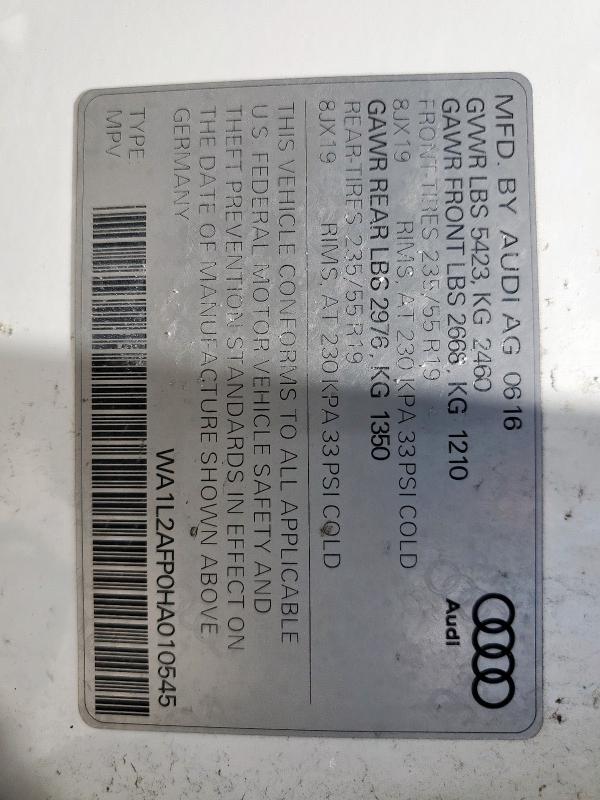 MFD. BY AUDI AG 06 16
GVWR LBS 5423, KG 2460
GAWR FRONT LBS 2668, KG 1210
FRONT-TIRES 235/55 R19
8JX19 RIMS, AT 230 KPA 33 PSI COLD
GAWR REAR LBS 2976, KG 1350
REAR-TIRES 235/55 R19
8JX19 RIMS, AT 230 KPA 33 PSI COLD
Audi
THIS VEHICLE CONFORMS TO ALL APPLICABLE
U.S. FEDERAL MOTOR VEHICLE SAFETY AND
THEFT PREVENTION STANDARDS IN EFFECT ON
THE DATE OF MANUFACTURE SHOWN ABOVE
GERMANY
WA1L2AFP0HA010545
TYPE:
MPV